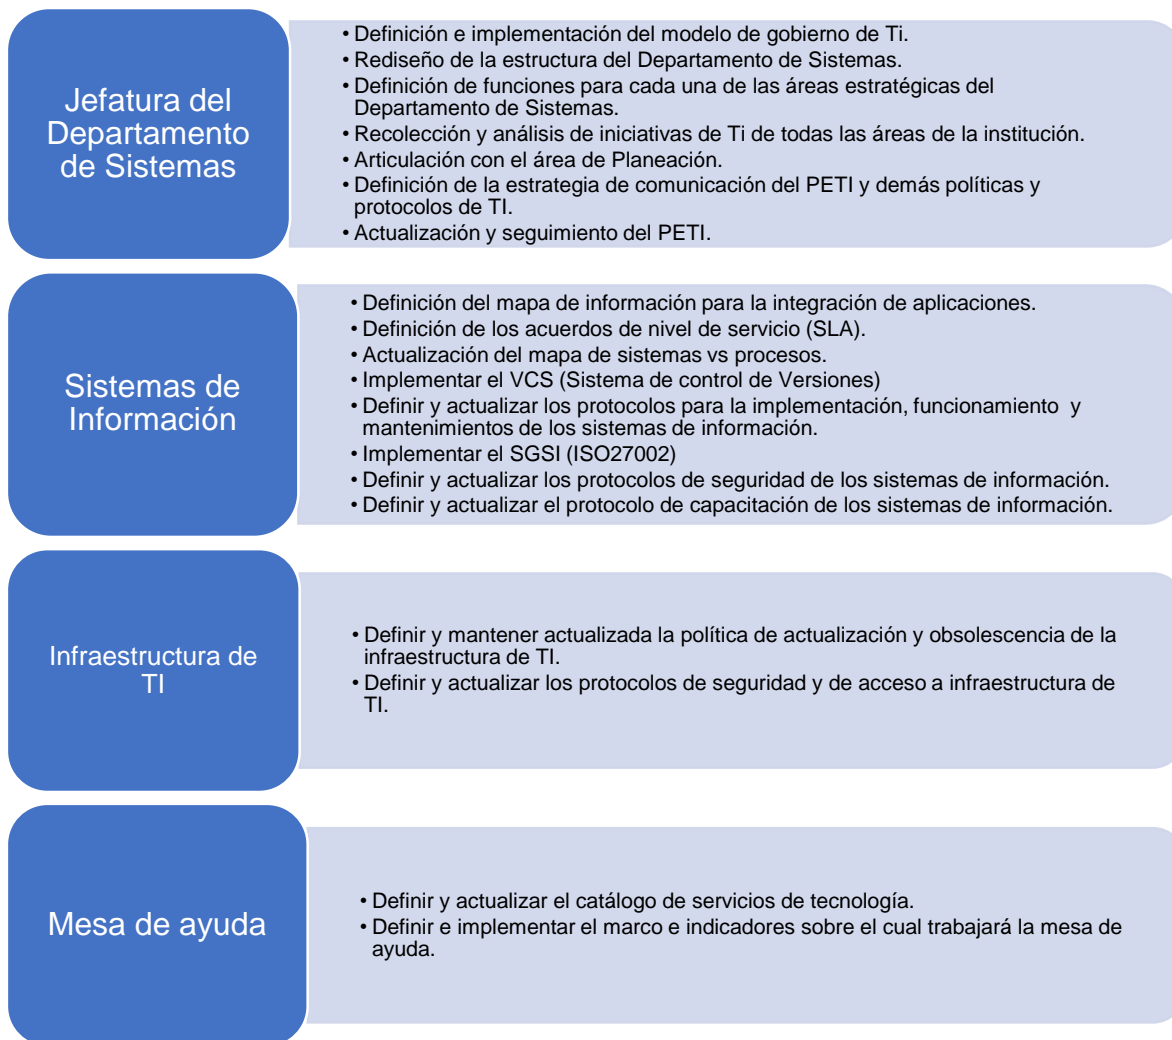 Jefatura del
Departamento
de Sistemas
• Definición e implementación del modelo de gobierno de Ti.
• Rediseño de la estructura del Departamento de Sistemas.
• Definición de funciones para cada una de las áreas estratégicas del
Departamento de Sistemas.
• Recolección y análisis de iniciativas de Ti de todas las áreas de la institución.
• Articulación con el área de Planeación.
• Definición de la estrategia de comunicación del PETI y demás políticas y
protocolos de TI.
• Actualización y seguimiento del PETI.
Sistemas de
Información
• Definición del mapa de información para la integración de aplicaciones.
• Definición de los acuerdos de nivel de servicio (SLA).
• Actualización del mapa de sistemas vs procesos.
• Implementar el VCS (Sistema de control de Versiones)
• Definir y actualizar los protocolos para la implementación, funcionamiento y
mantenimientos de los sistemas de información.
• Implementar el SGSI (ISO27002)
• Definir y actualizar los protocolos de seguridad de los sistemas de información.
• Definir y actualizar el protocolo de capacitación de los sistemas de información.
Infraestructura de
TI
• Definir y mantener actualizada la política de actualización y obsolescencia de la
infraestructura de TI.
• Definir y actualizar los protocolos de seguridad y de acceso a infraestructura de
TI.
Mesa de ayuda
• Definir y actualizar el catálogo de servicios de tecnología.
• Definir e implementar el marco e indicadores sobre el cual trabajará la mesa de
ayuda.